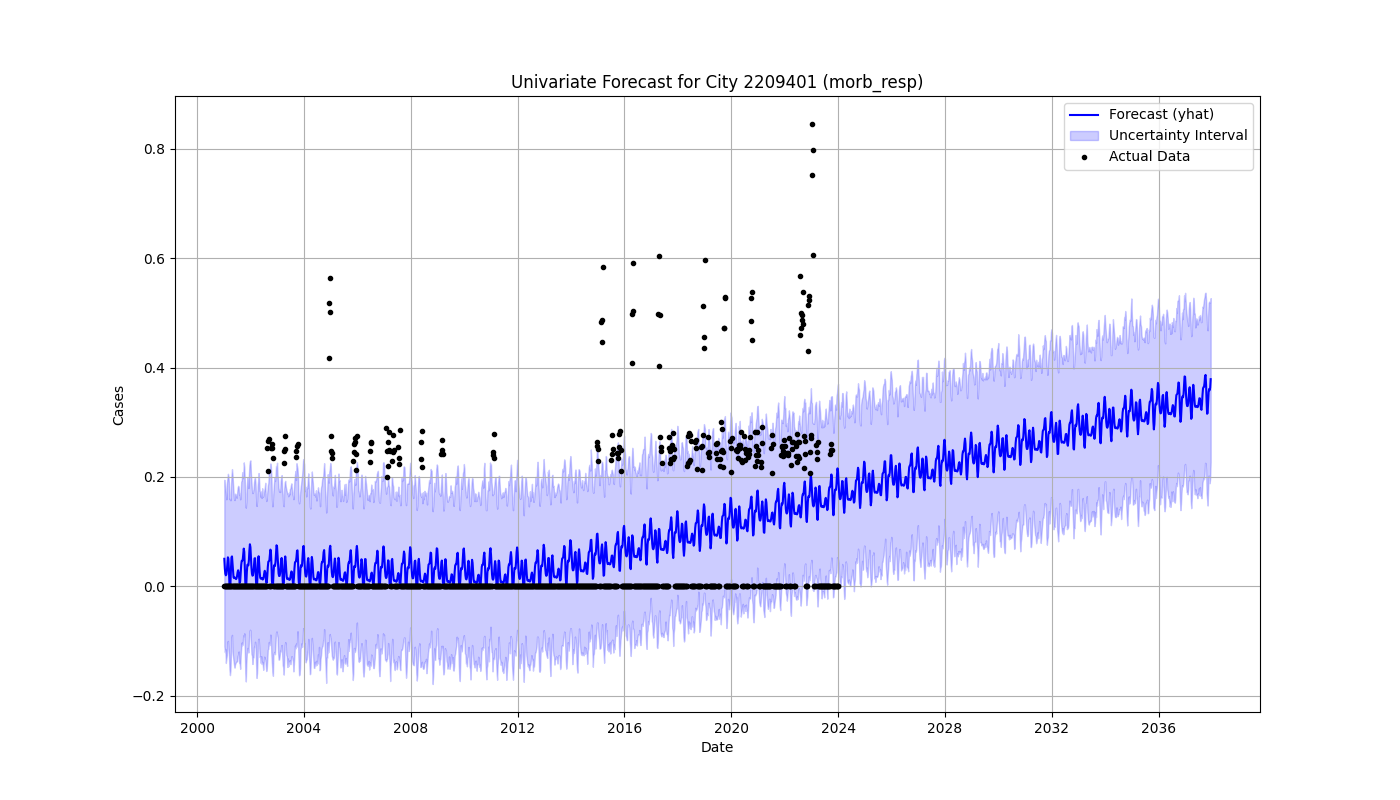 Univariate Forecast for City 2209401 (morb_resp)
Forecast (yhat)
Uncertainty Interval
Actual Data
Cases
0.8
0.6
0.4
0.2
0.0
−0.2
2000 2004 2008 2012 2016 2020 2024 2028 2032 2036
Date